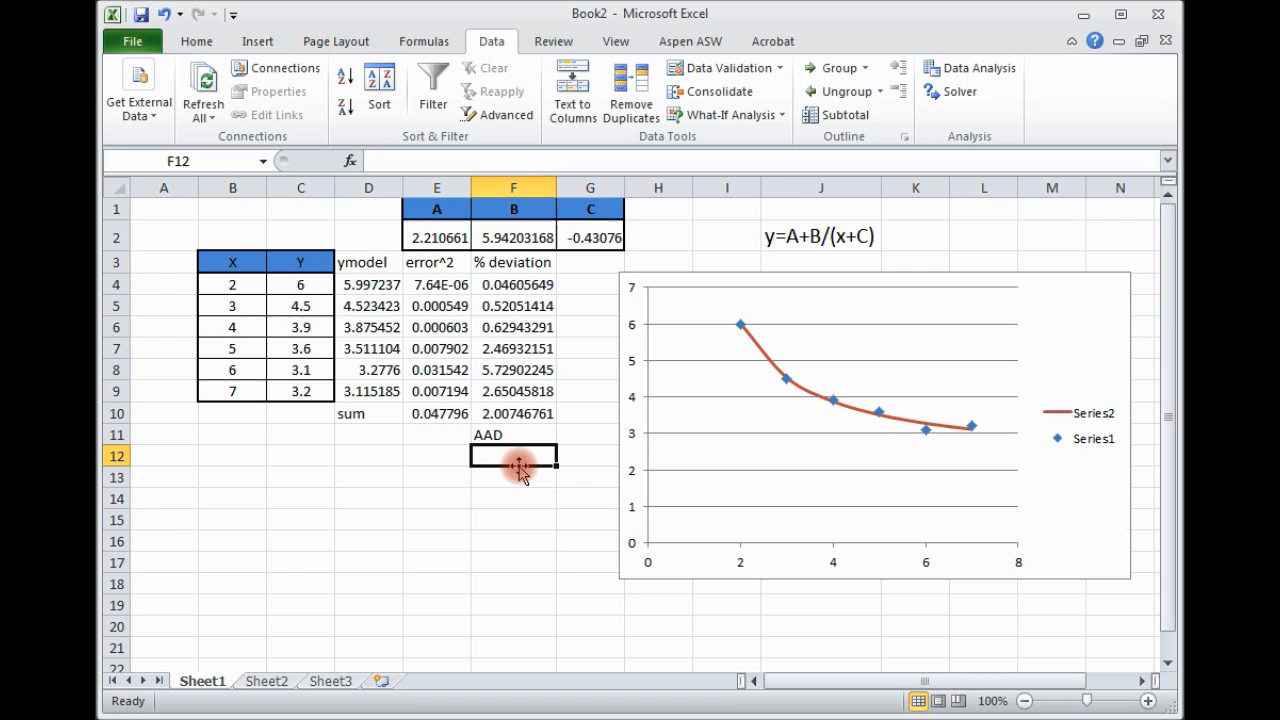 Book2 - Microsoft Excel
File Home Insert Page Layout Formulas Data Review View Aspen ASW Acrobat
Get External Data
Refresh All
Connections
Properties
Edit Links
Connections
Sort
Filter
Clear
Reapply
Advanced
Sort & Filter
Text to Columns
Remove Duplicates
Data Validation
Consolidate
What-If Analysis
Data Tools
Group
Ungroup
Subtotal
Outline
Data Analysis
Solver
Analysis
F12 fx
A B C D E F G H I J K L M N
1 A B C
2 2.210661 5.94203168 -0.43076 y=A+B/(x+C)
3 X Y ymodel error^2 % deviation
4 2 6 5.997237 7.64E-06 0.04605649
5 3 4.5 4.523423 0.000549 0.52051414
6 4 3.9 3.875452 0.000603 0.62943291
7 5 3.6 3.511104 0.007902 2.46932151
8 6 3.1 3.2776 0.031542 5.72902245
9 7 3.2 3.115185 0.007194 2.65045818
10 sum 0.047796 2.00746761
11 AAD
12
13
14
15
16
17
18
19
20
21
22
7
6
5
4
3
2
1
0
0 2 4 6 8
Series2
Series1
Sheet1 Sheet2 Sheet3
Ready 100%